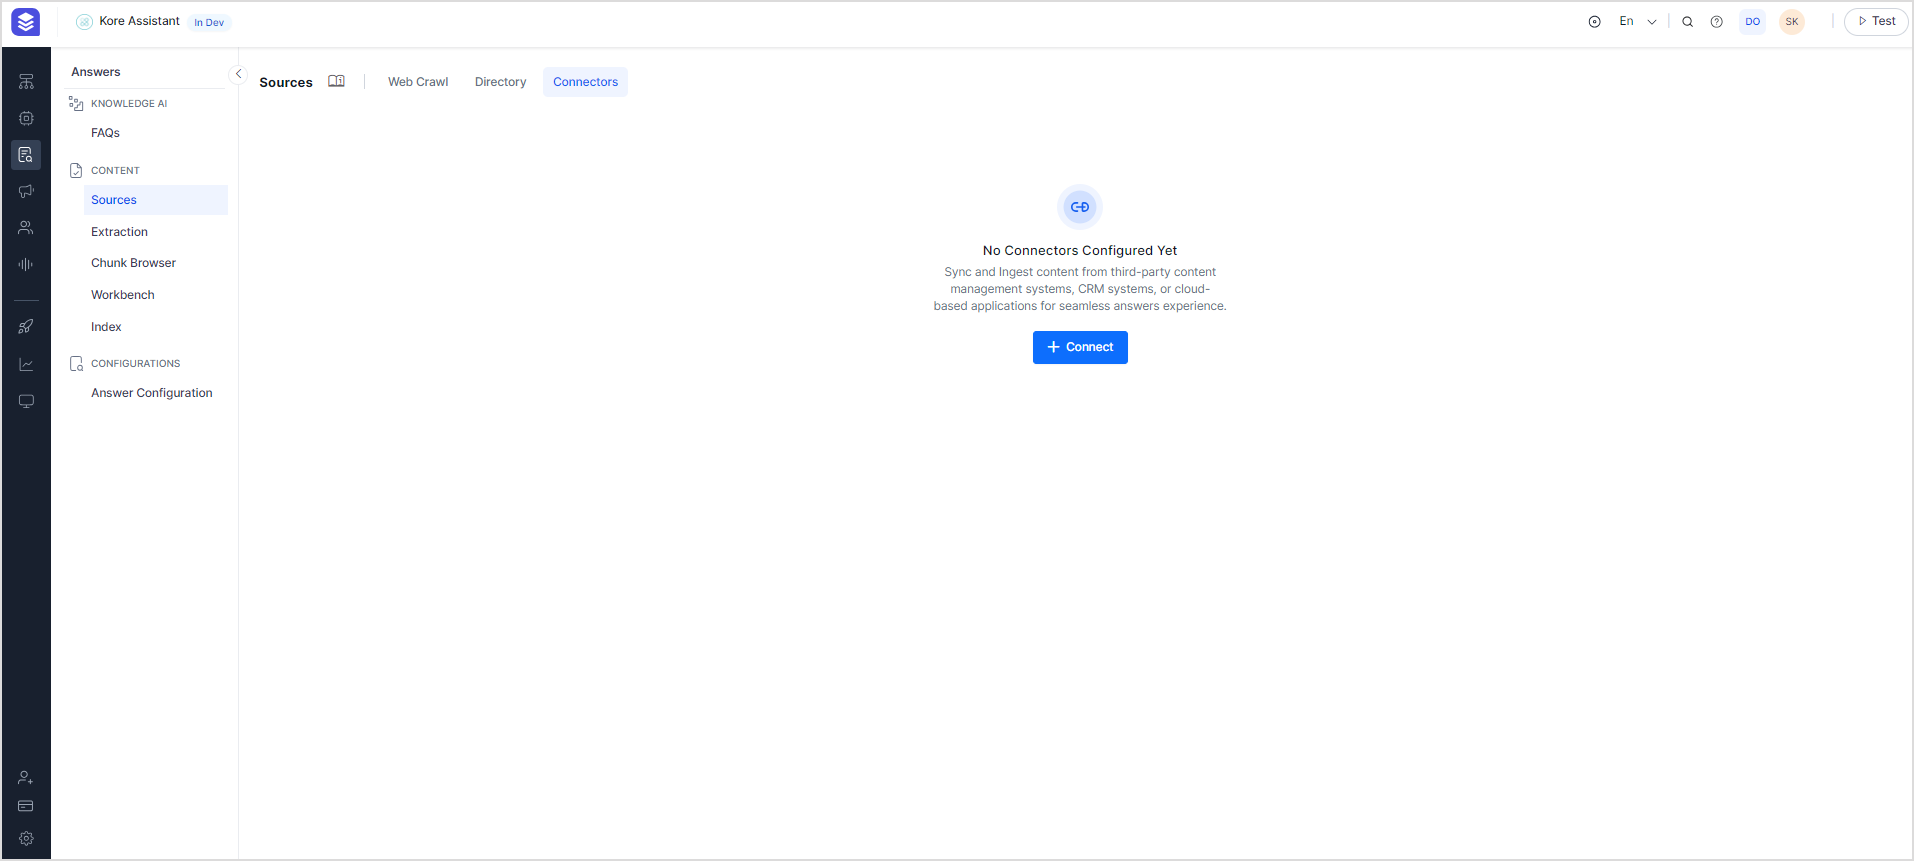 Kore Assistant In Dev
En
DO
SK
Test
Answers
KNOWLEDGE AI
FAQs
CONTENT
Sources
Extraction
Chunk Browser
Workbench
Index
CONFIGURATIONS
Answer Configuration
Sources Web Crawl Directory Connectors
No Connectors Configured Yet
Sync and Ingest content from third-party content
management systems, CRM systems, or cloud-
based applications for seamless answers experience.
Connect